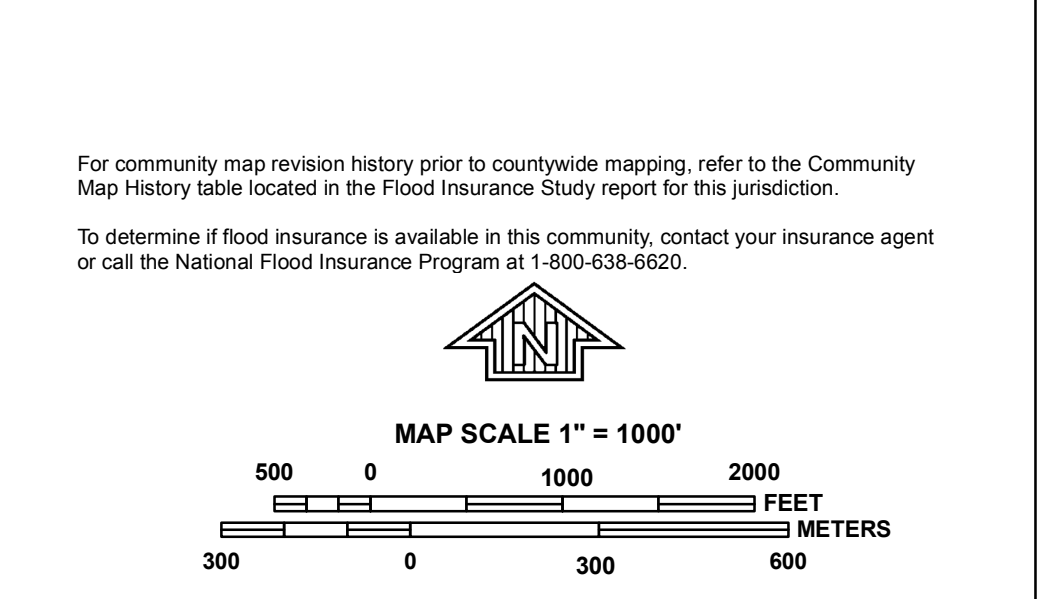 For community map revision history prior to countywide mapping, refer to the Community
Map History table located in the Flood Insurance Study report for this jurisdiction.
To determine if flood insurance is available in this community, contact your insurance agent
or call the National Flood Insurance Program at 1-800-638-6620.
N
MAP SCALE 1" = 1000'
500 0 1000 2000
FEET
METERS
300 0 300 600